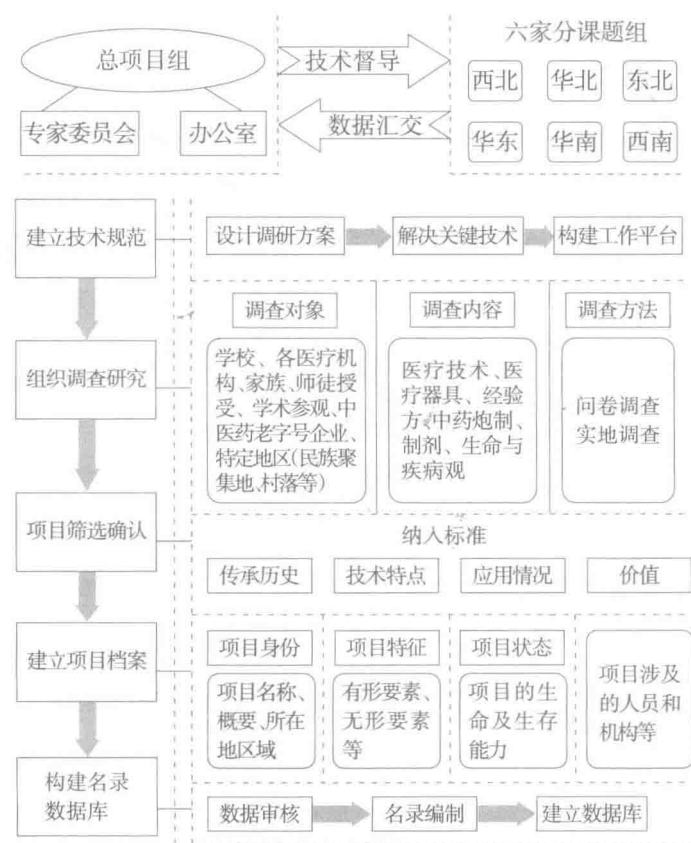 总项目组
专家委员会
办公室
技术督导
数据汇交
六家分课题组
西北
华北
东北
华东
华南
西南
建立技术规范
设计调研方案
解决关键技术
构建工作平台
组织调查研究
调查对象
学校、各医疗机
构、家族、师徒授
受、学术参观、中
医药老字号企业、
特定地区(民族聚
集地、村落等)
调查内容
医疗技术、医
疗器具、经验
方、中药炮制、
制剂、生命与
疾病观
调查方法
问卷调查
实地调查
项目筛选确认
纳入标准
传承历史
技术特点
应用情况
价值
建立项目档案
项目身份
项目名称、
概要、所在
地区域
项目特征
有形要素、
无形要素
等
项目状态
项目的生
命及生存
能力
项目涉及
的人员和
机构等
构建名录
数据库
数据审核
名录编制
建立数据库